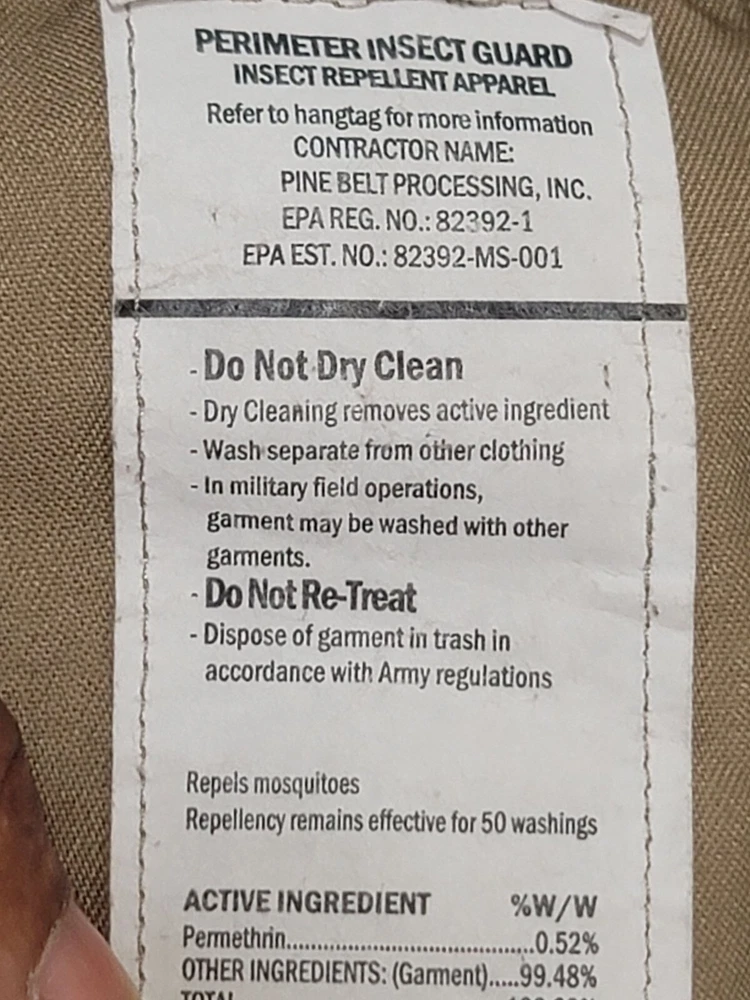 PERIMETER INSECT GUARD
INSECT REPELLENT APPAREL
Refer to hangtag for more information
CONTRACTOR NAME:
PINE BELT PROCESSING, INC.
EPA REG. NO.: 82392-1
EPA EST. NO.: 82392-MS-001
- Do Not Dry Clean
- Dry Cleaning removes active ingredient
- Wash separate from other clothing
- In military field operations,
garment may be washed with other
garments.
- Do Not Re-Treat
- Dispose of garment in trash in
accordance with Army regulations
Repels mosquitoes
Repellency remains effective for 50 washings
ACTIVE INGREDIENT %W/W
Permethrin......................................0.52%
OTHER INGREDIENTS: (Garment).....99.48%
TOTAL